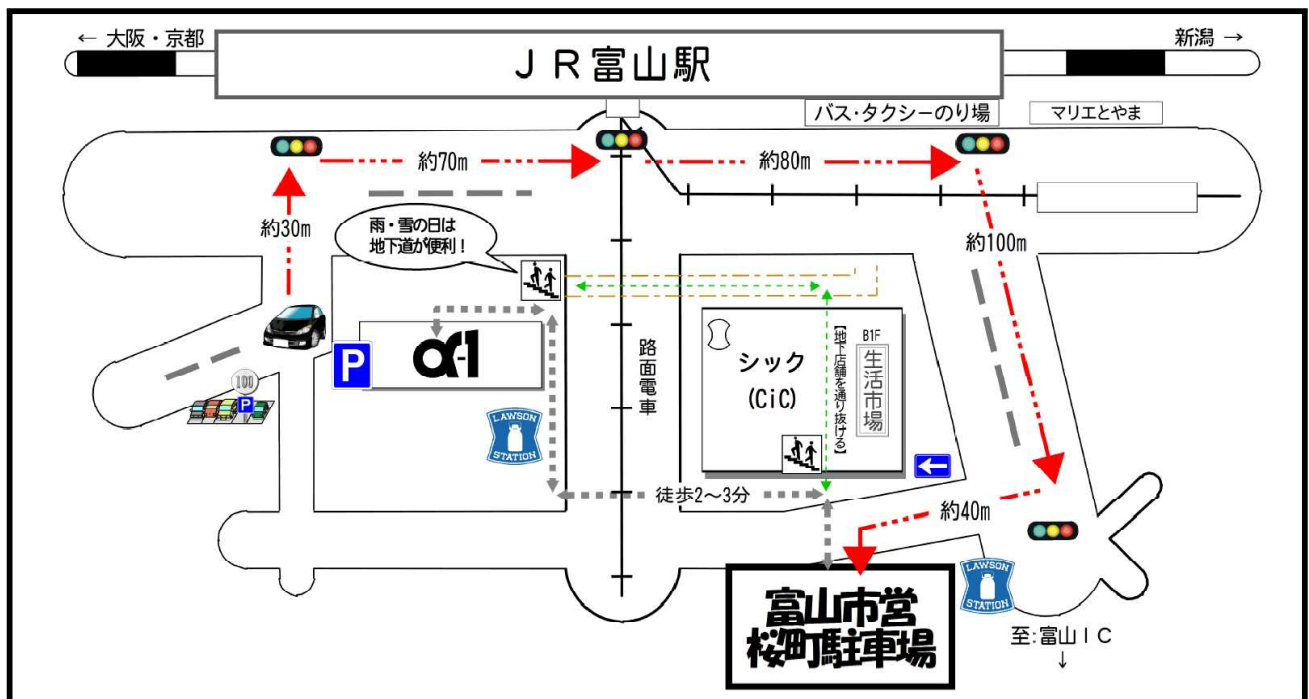 ← 大阪・京都
新潟 →
JR富山駅
バス・タクシーのり場
マリエとやま
約70m
約80m
約30m
雨・雪の日は
地下道が便利！
約100m
P
α-1
路面電車
シック
(CiC)
【地下店舗を通り抜ける】
B1F
生活市場
100
P
LAWSON
STATION
徒歩2～3分
←
約40m
富山市営
桜町駐車場
LAWSON
STATION
至:富山IC
↓